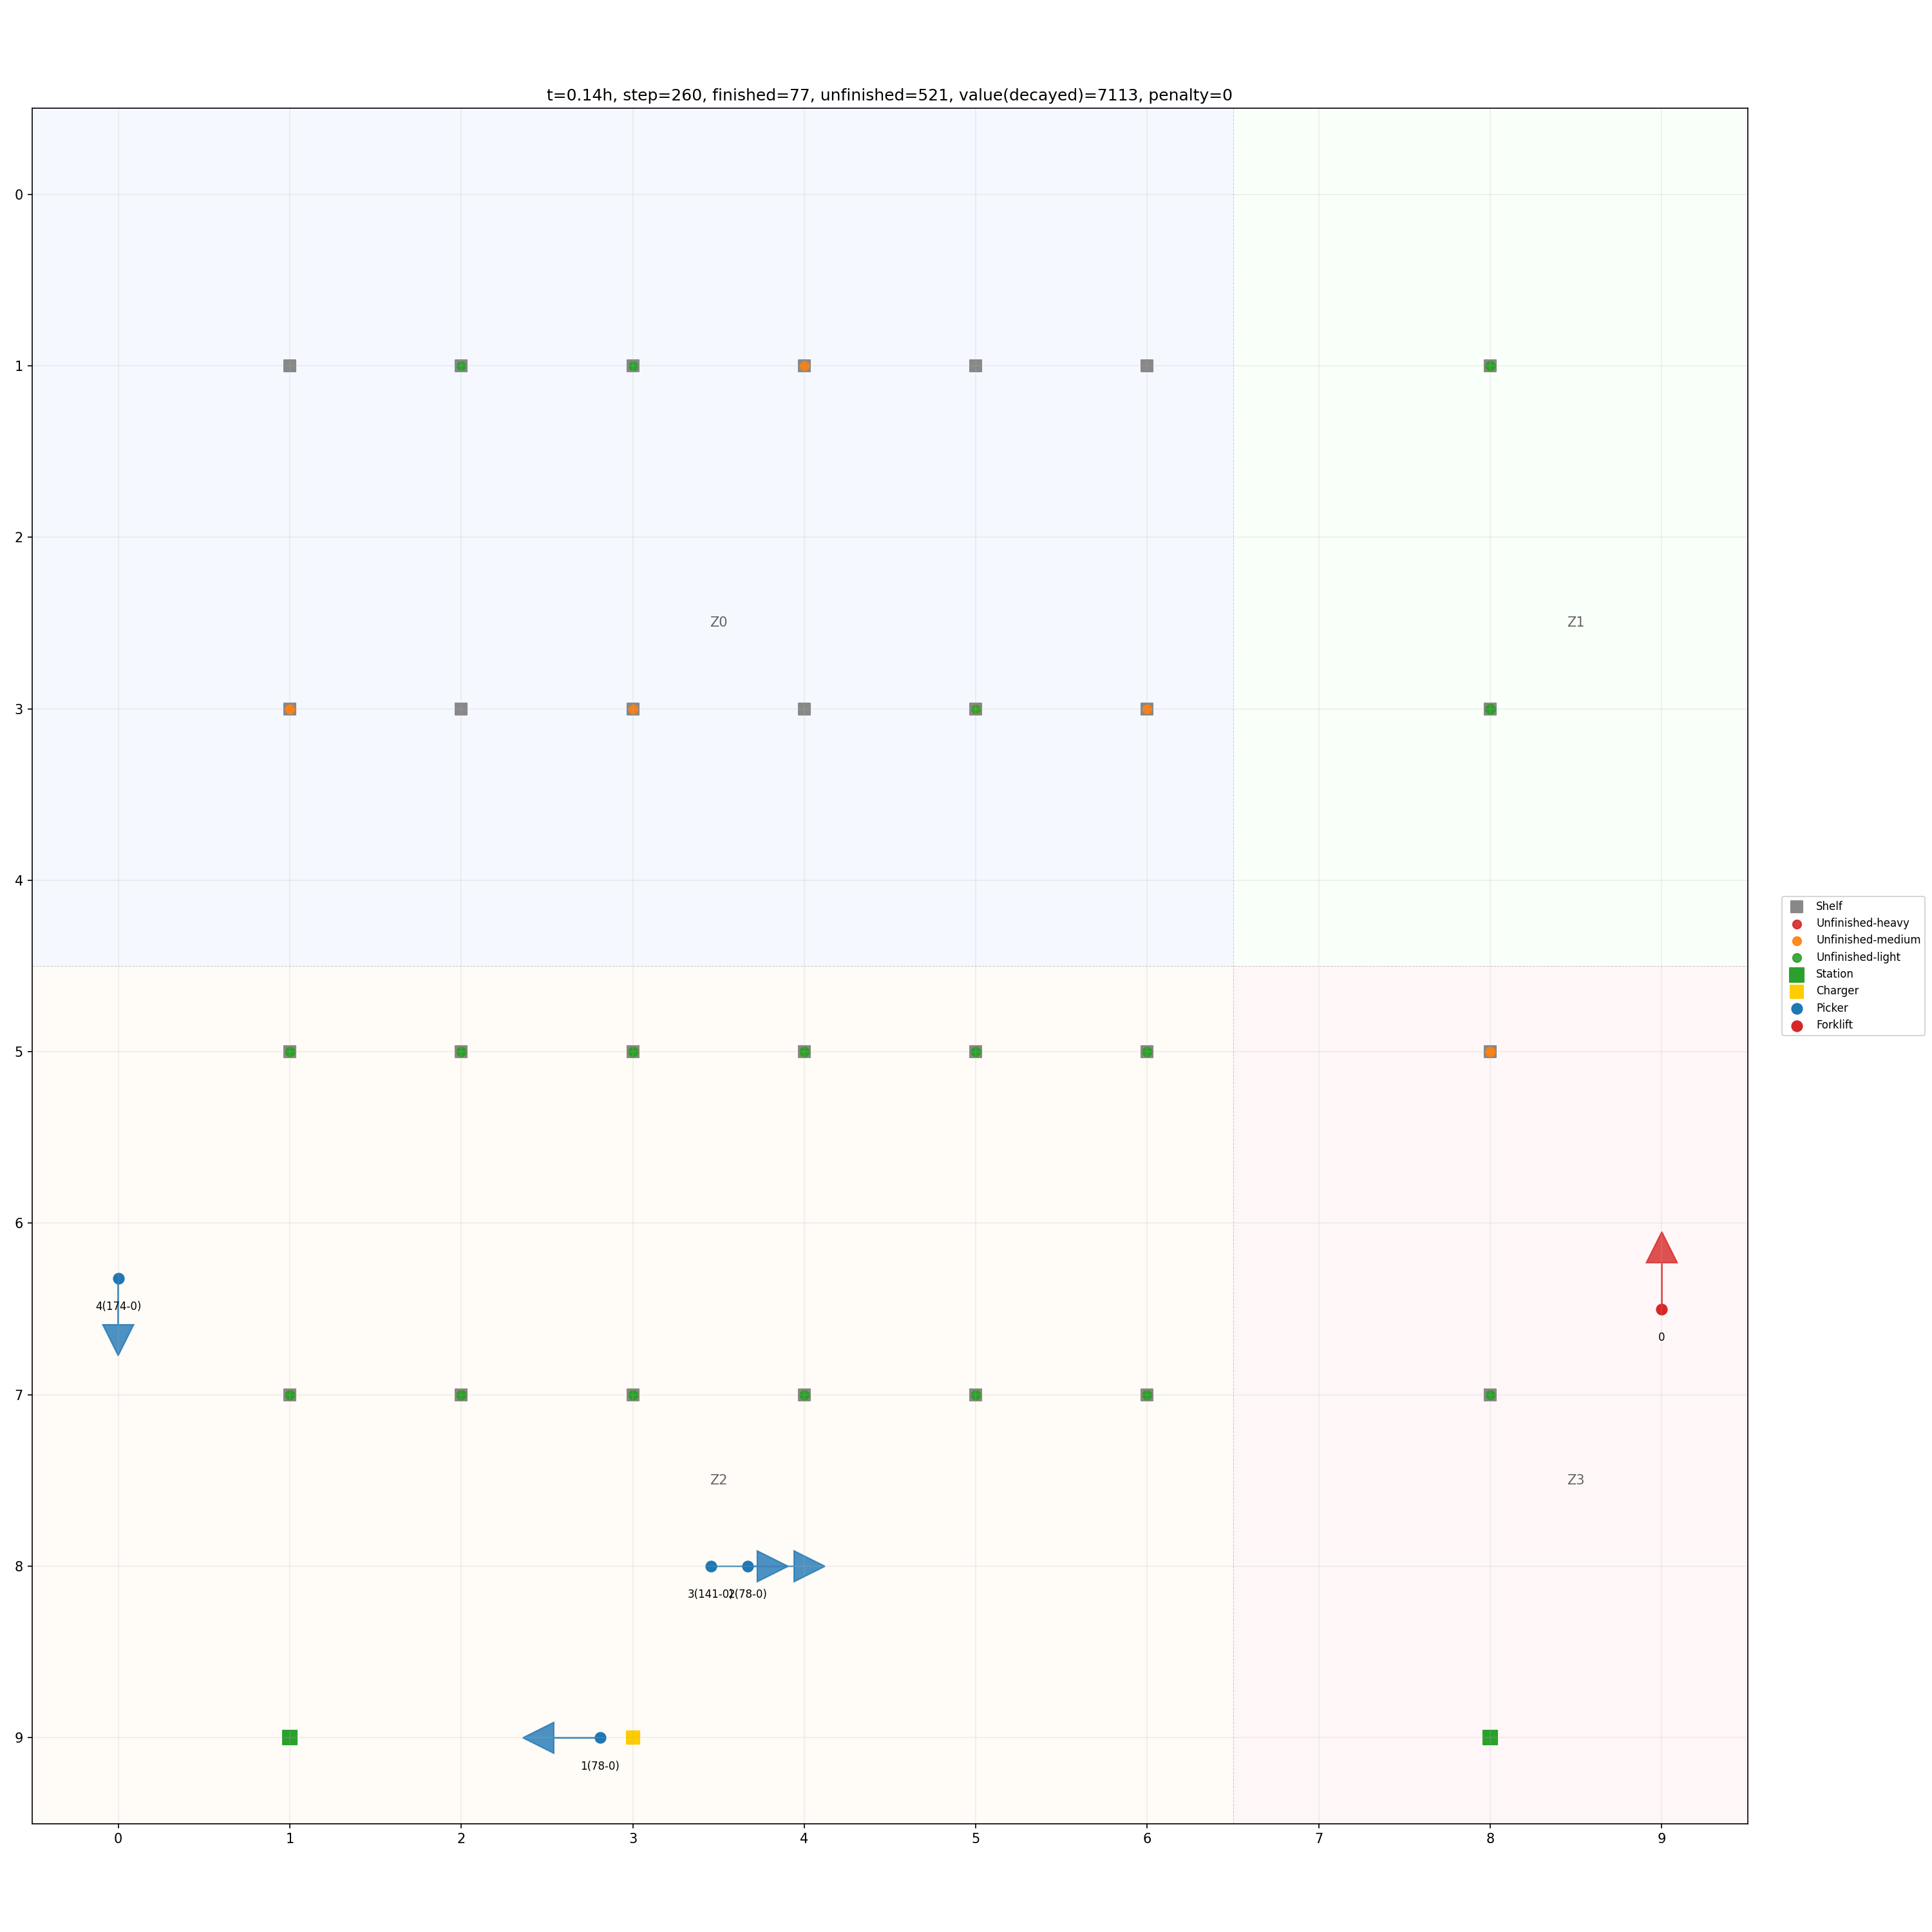 t=0.14h, step=260, finished=77, unfinished=521, value(decayed)=7113, penalty=0
0
1
2
Z0
Z1
3
4
Shelf
Unfinished-heavy
Unfinished-medium
Unfinished-light
Station
Charger
Picker
Forklift
5
6
4(174-0)
0
7
Z2
Z3
8
3(141-0)
2(78-0)
9
1(78-0)
0 1 2 3 4 5 6 7 8 9